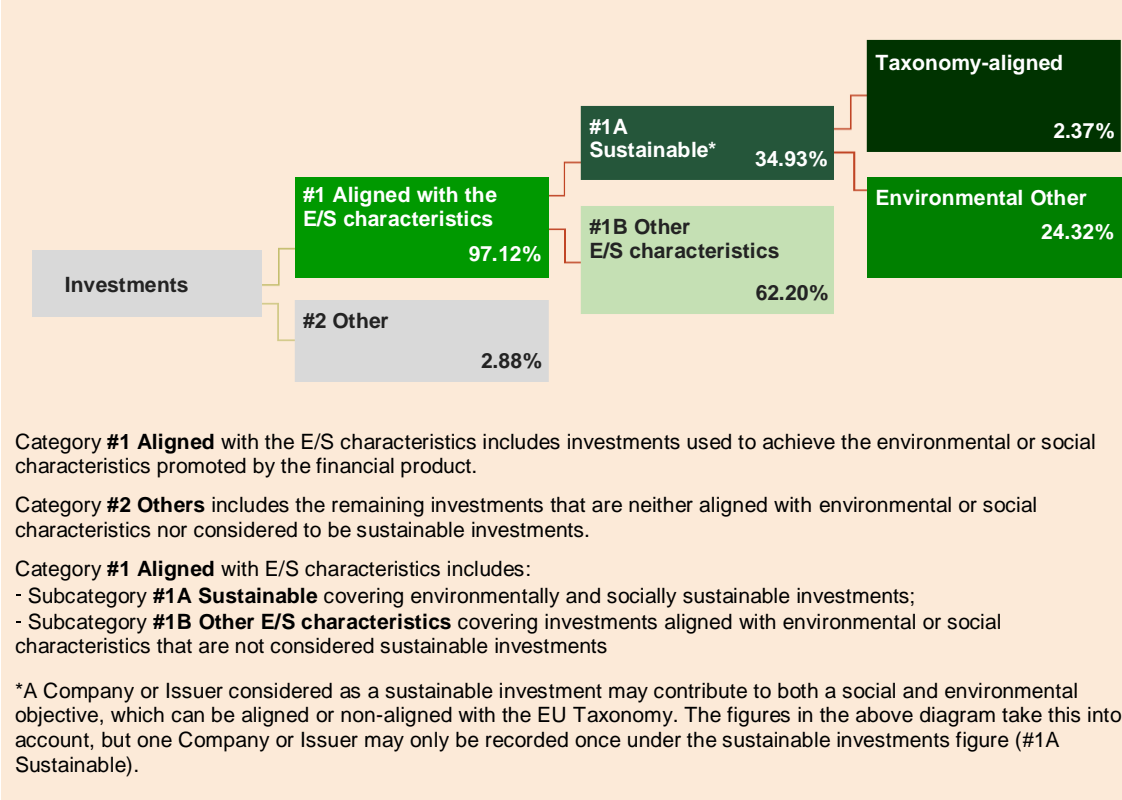 Taxonomy-aligned
2.37%
#1A
Sustainable*
34.93%
#1 Aligned with the
E/S characteristics
97.12%
Environmental Other
24.32%
#1B Other
E/S characteristics
62.20%
Investments
#2 Other
2.88%
Category #1 Aligned with the E/S characteristics includes investments used to achieve the environmental or social
characteristics promoted by the financial product.
Category #2 Others includes the remaining investments that are neither aligned with environmental or social
characteristics nor considered to be sustainable investments.
Category #1 Aligned with E/S characteristics includes:
- Subcategory #1A Sustainable covering environmentally and socially sustainable investments;
- Subcategory #1B Other E/S characteristics covering investments aligned with environmental or social
characteristics that are not considered sustainable investments
*A Company or Issuer considered as a sustainable investment may contribute to both a social and environmental
objective, which can be aligned or non-aligned with the EU Taxonomy. The figures in the above diagram take this into
account, but one Company or Issuer may only be recorded once under the sustainable investments figure (#1A
Sustainable).